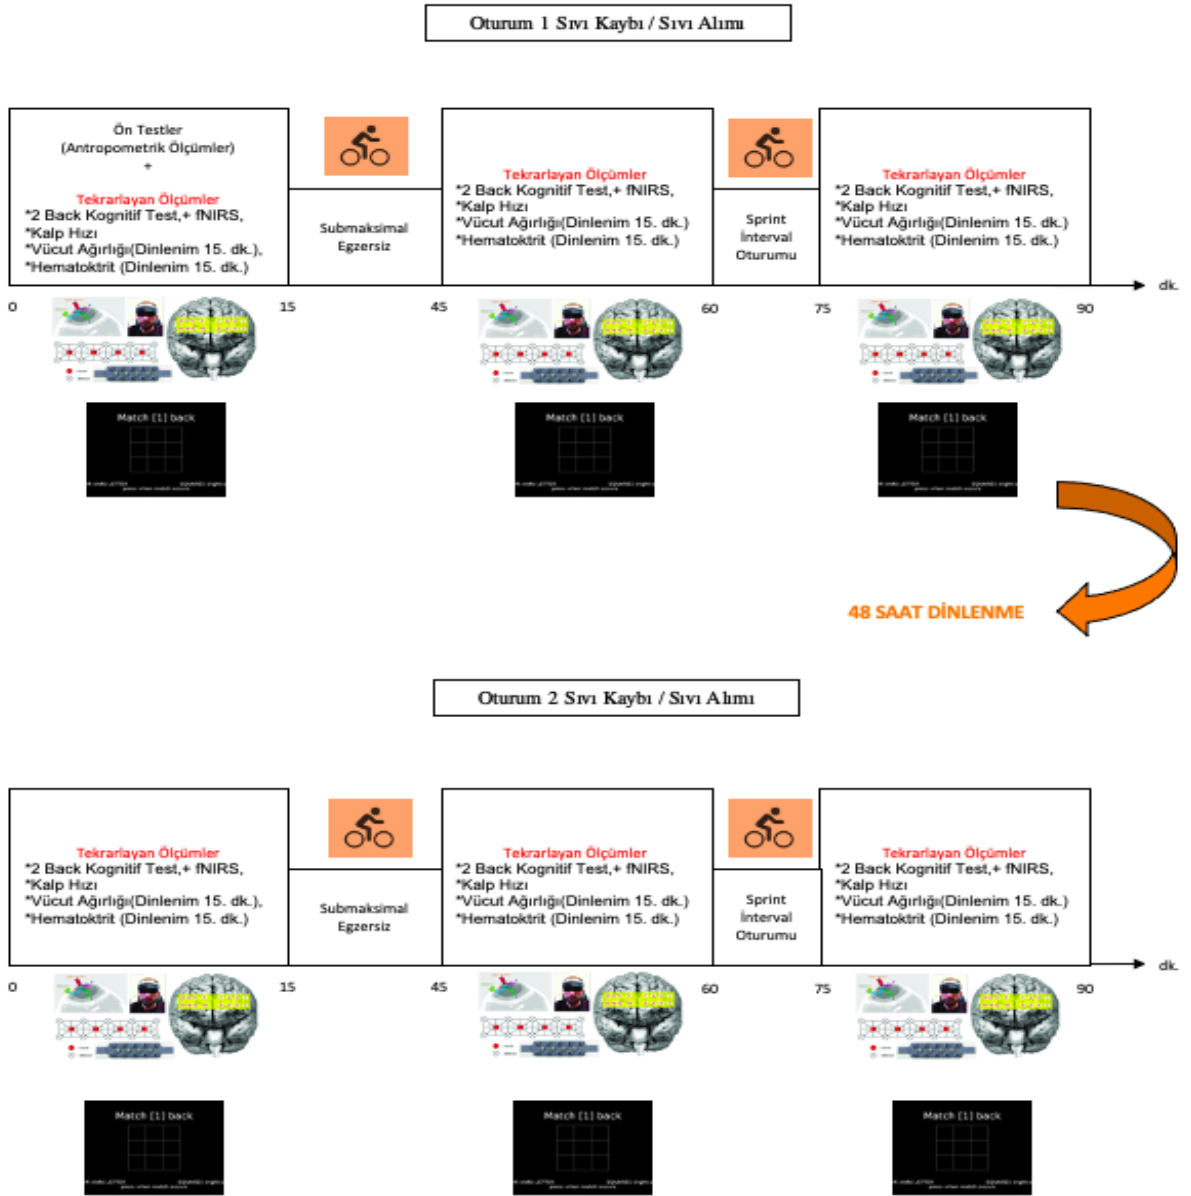 Oturum 1 Sıvı Kaybı / Sıvı Alımı
Ön Testler
(Antropometrik Ölçümler)
+
Tekrarlayan Ölçümler
*2 Back Kognitif Test,+ fNIRS,
*Kalp Hızı
*Vücut Ağırlığı(Dinlenim 15. dk.),
*Hematoktrit (Dinlenim 15. dk.)
Submaksimal
Egzersiz
Tekrarlayan Ölçümler
*2 Back Kognitif Test,+ fNIRS,
*Kalp Hızı
*Vücut Ağırlığı(Dinlenim 15. dk.)
*Hematoktrit (Dinlenim 15. dk.)
Sprint
İnterval
Oturumu
Tekrarlayan Ölçümler
*2 Back Kognitif Test,+ fNIRS,
*Kalp Hızı
*Vücut Ağırlığı(Dinlenim 15. dk.)
*Hematoktrit (Dinlenim 15. dk.)
0 15 45 60 75 90 dk.
Match [1] back
Match [1] back
Match [1] back
48 SAAT DİNLENME
Oturum 2 Sıvı Kaybı / Sıvı Alımı
Tekrarlayan Ölçümler
*2 Back Kognitif Test,+ fNIRS,
*Kalp Hızı
*Vücut Ağırlığı(Dinlenim 15. dk.),
*Hematoktrit (Dinlenim 15. dk.)
Submaksimal
Egzersiz
Tekrarlayan Ölçümler
*2 Back Kognitif Test,+ fNIRS,
*Kalp Hızı
*Vücut Ağırlığı(Dinlenim 15. dk.)
*Hematoktrit (Dinlenim 15. dk.)
Sprint
İnterval
Oturumu
Tekrarlayan Ölçümler
*2 Back Kognitif Test,+ fNIRS,
*Kalp Hızı
*Vücut Ağırlığı(Dinlenim 15. dk.)
*Hematoktrit (Dinlenim 15. dk.)
0 15 45 60 75 90 dk.
Match [1] back
Match [1] back
Match [1] back